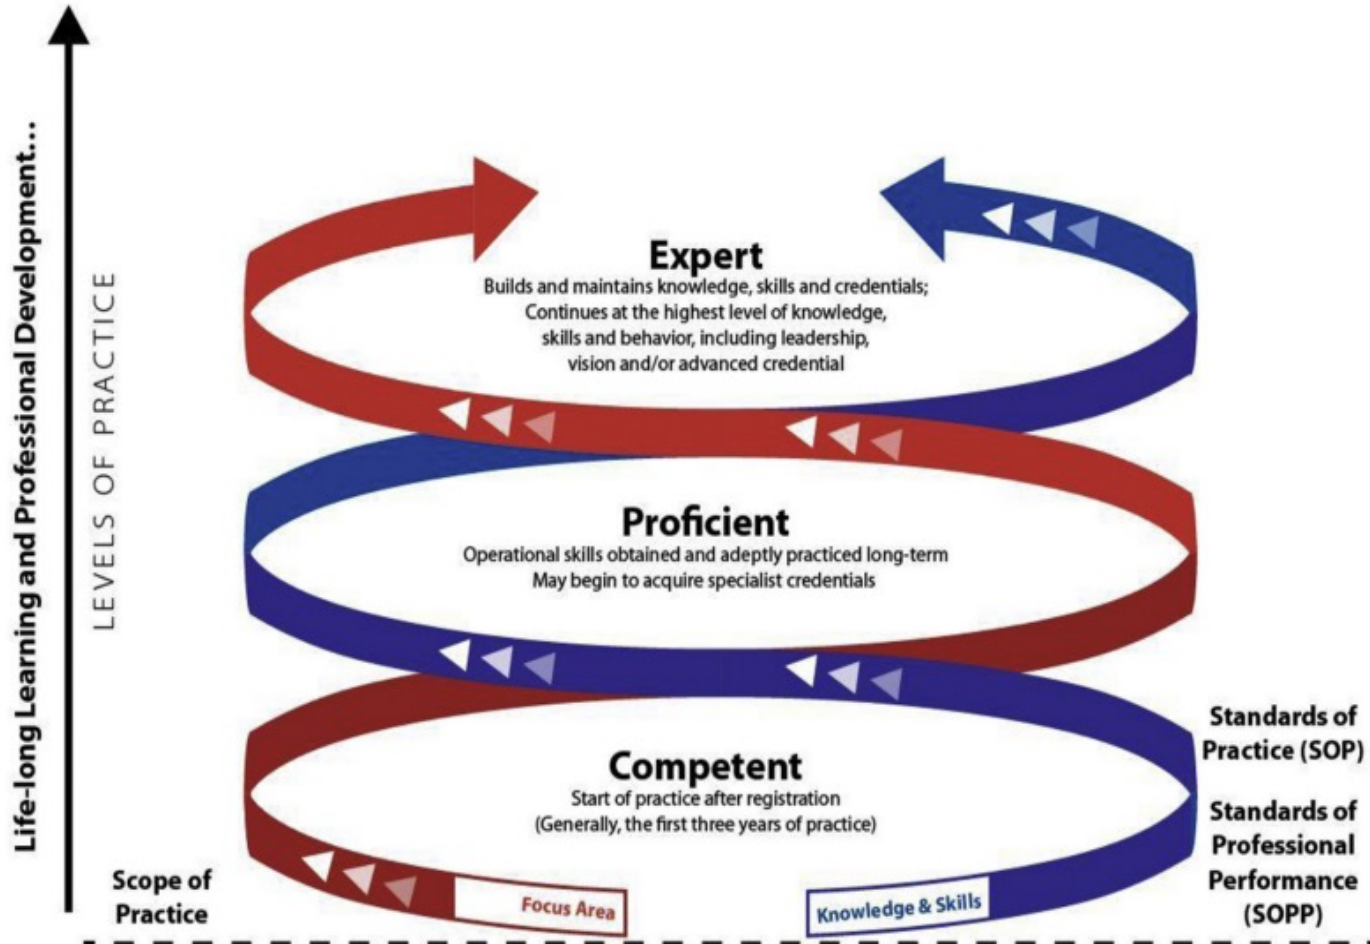 Life-long Learning and Professional Development...
LEVELS OF PRACTICE
Expert
Builds and maintains knowledge, skills and credentials;
Continues at the highest level of knowledge,
skills and behavior, including leadership,
vision and/or advanced credential
Proficient
Operational skills obtained and adeptly practiced long-term
May begin to acquire specialist credentials
Competent
Start of practice after registration
(Generally, the first three years of practice)
Standards of
Practice (SOP)
Standards of
Professional
Performance
(SOPP)
Scope of
Practice
Focus Area
Knowledge & Skills